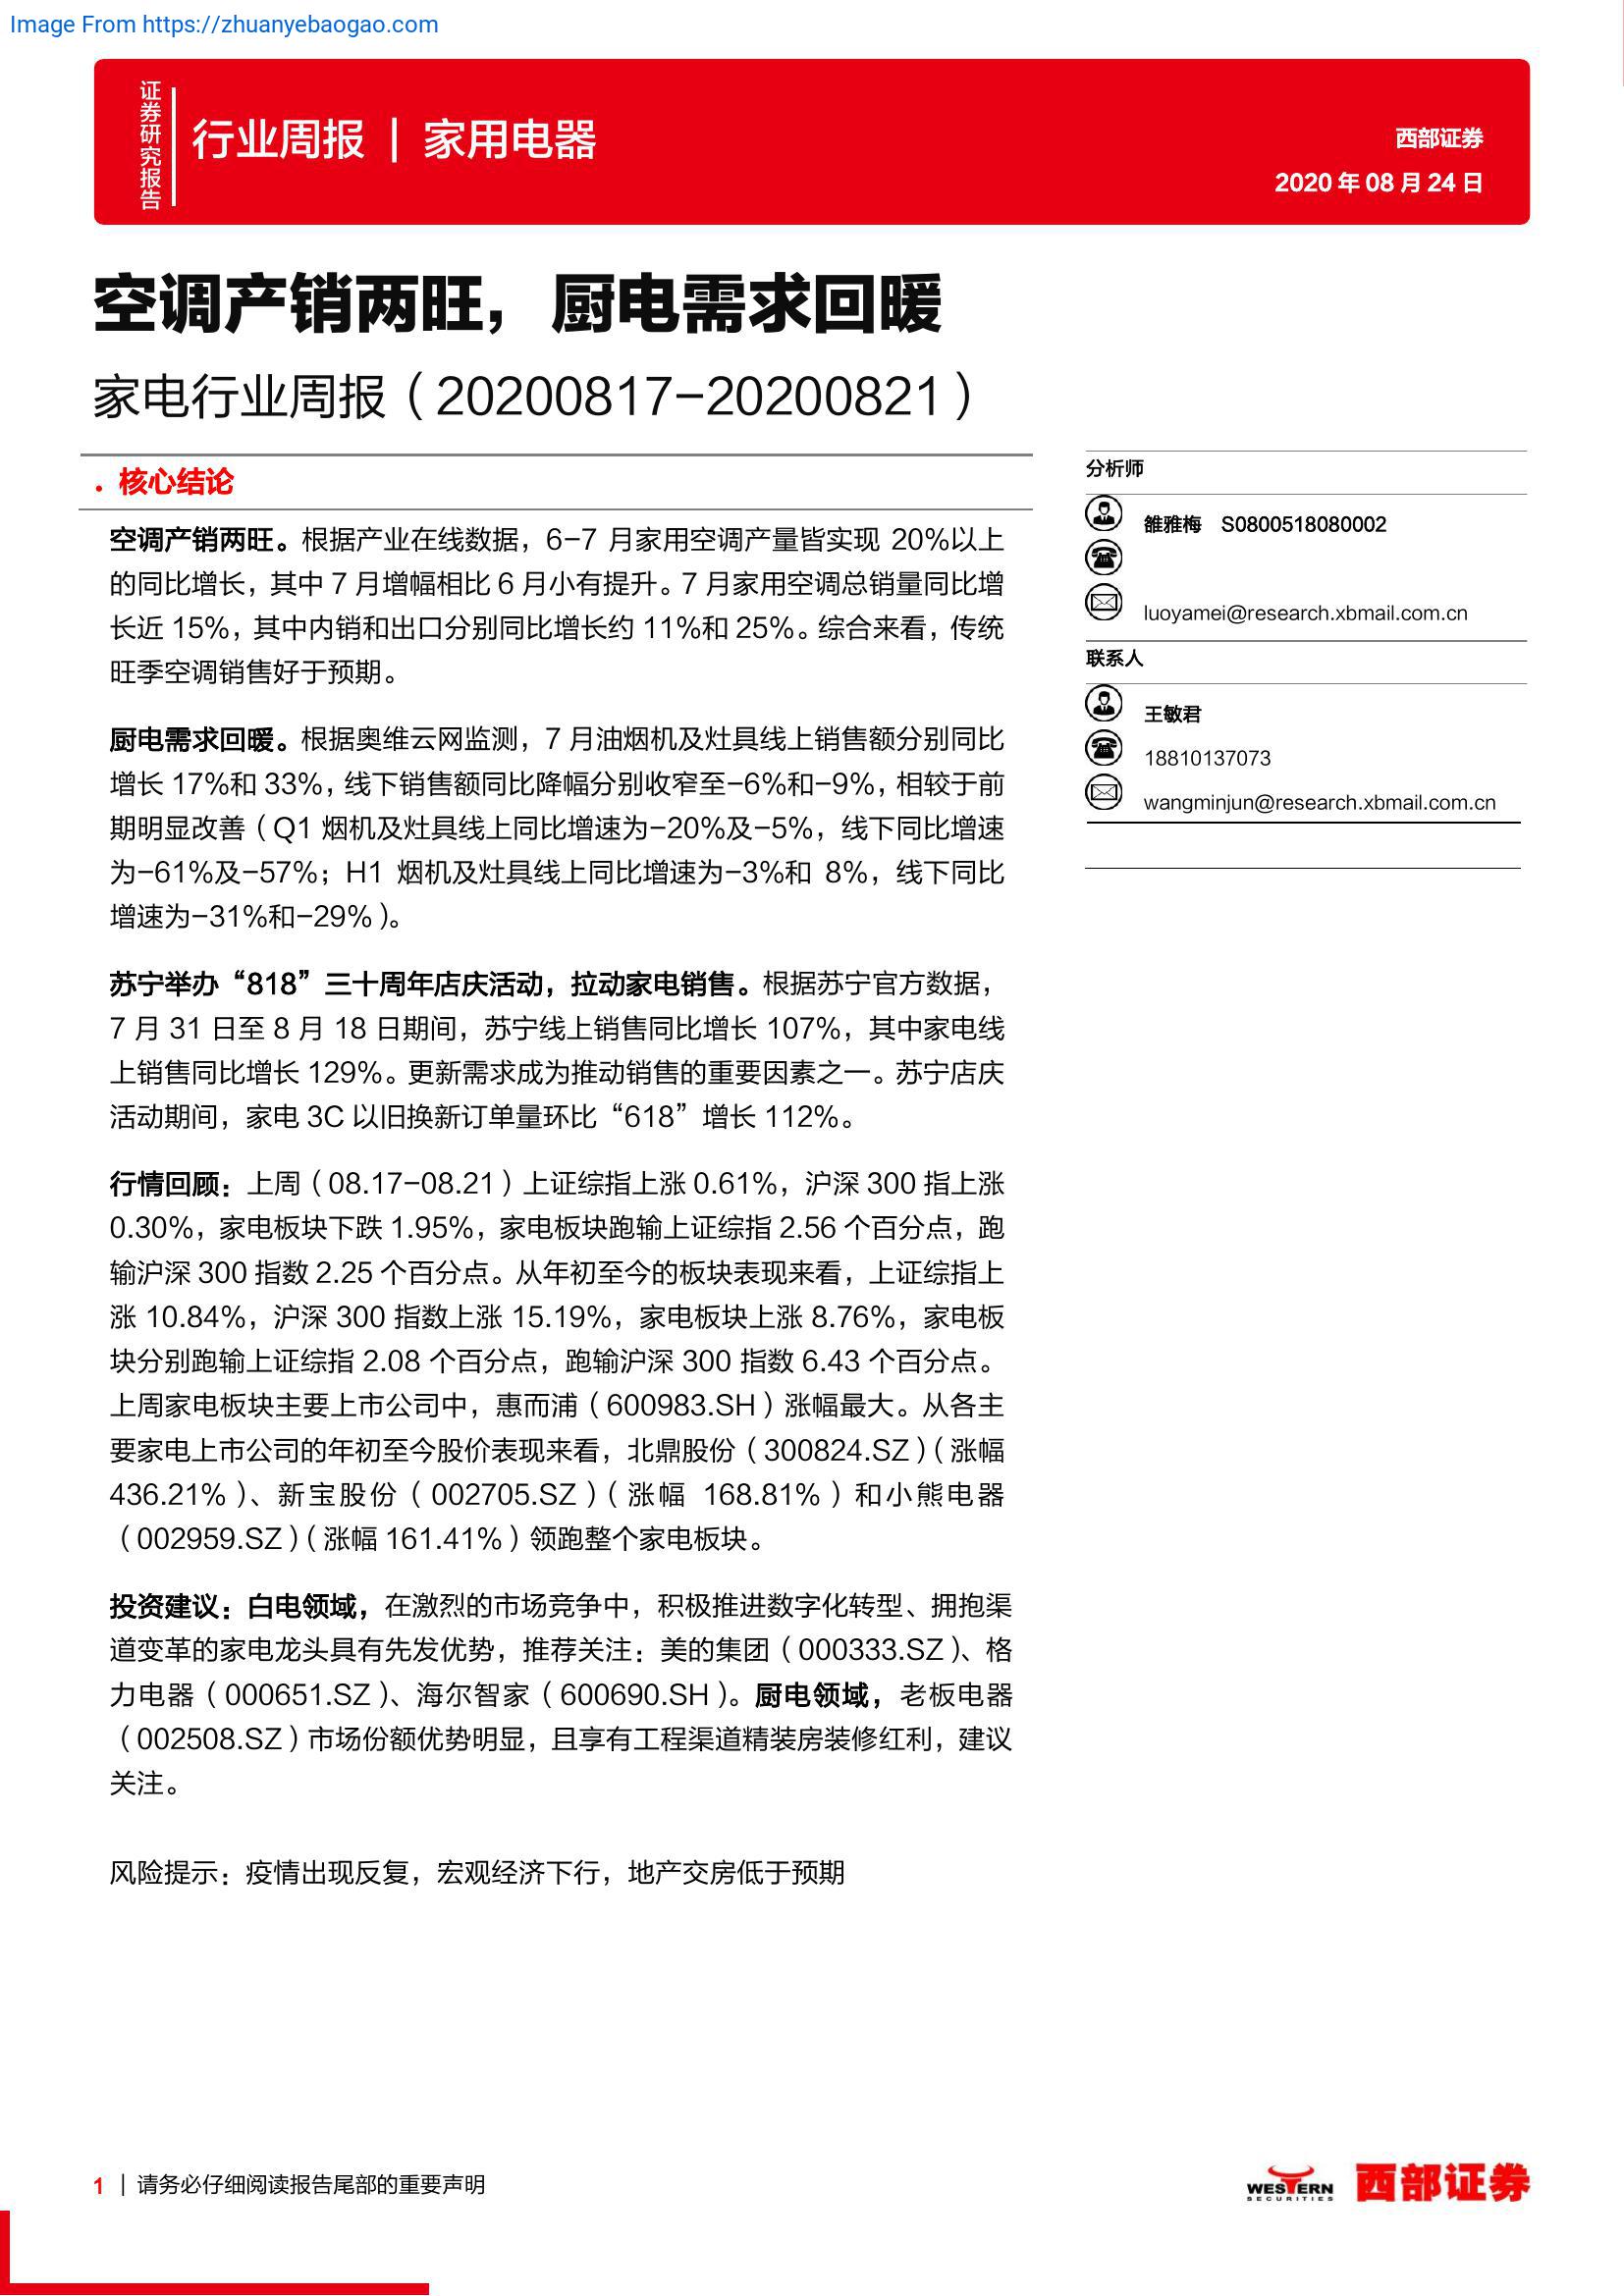 Image From https://zhuanyebaogao.com
证券研究报告
行业周报 | 家用电器
西部证券
2020 年 08 月 24 日
空调产销两旺，厨电需求回暖
家电行业周报（20200817-20200821）
• 核心结论
空调产销两旺。根据产业在线数据，6-7 月家用空调产量皆实现 20%以上
的同比增长，其中 7 月增幅相比 6 月小有提升。7 月家用空调总销量同比增
长近 15%，其中内销和出口分别同比增长约 11%和 25%。综合来看，传统
旺季空调销售好于预期。
厨电需求回暖。根据奥维云网监测，7 月油烟机及灶具线上销售额分别同比
增长 17%和 33%，线下销售额同比降幅分别收窄至-6%和-9%，相较于前
期明显改善（Q1 烟机及灶具线上同比增速为-20%及-5%，线下同比增速
为-61%及-57%；H1 烟机及灶具线上同比增速为-3%和 8%，线下同比
增速为-31%和-29%）。
苏宁举办“818”三十周年店庆活动，拉动家电销售。根据苏宁官方数据，
7 月 31 日至 8 月 18 日期间，苏宁线上销售同比增长 107%，其中家电线
上销售同比增长 129%。更新需求成为推动销售的重要因素之一。苏宁店庆
活动期间，家电 3C 以旧换新订单量环比“618”增长 112%。
行情回顾：上周（08.17-08.21）上证综指上涨 0.61%，沪深 300 指上涨
0.30%，家电板块下跌 1.95%，家电板块跑输上证综指 2.56 个百分点，跑
输沪深 300 指数 2.25 个百分点。从年初至今的板块表现来看，上证综指上
涨 10.84%，沪深 300 指数上涨 15.19%，家电板块上涨 8.76%，家电板
块分别跑输上证综指 2.08 个百分点，跑输沪深 300 指数 6.43 个百分点。
上周家电板块主要上市公司中，惠而浦（600983.SH）涨幅最大。从各主
要家电上市公司的年初至今股价表现来看，北鼎股份（300824.SZ）（涨幅
436.21%）、新宝股份（002705.SZ）（涨幅 168.81%）和小熊电器
（002959.SZ）（涨幅 161.41%）领跑整个家电板块。
投资建议：白电领域，在激烈的市场竞争中，积极推进数字化转型、拥抱渠
道变革的家电龙头具有先发优势，推荐关注：美的集团（000333.SZ）、格
力电器（000651.SZ）、海尔智家（600690.SH）。厨电领域，老板电器
（002508.SZ）市场份额优势明显，且享有工程渠道精装房装修红利，建议
关注。
风险提示：疫情出现反复，宏观经济下行，地产交房低于预期
分析师
雒雅梅 S0800518080002
luoyamei@research.xbmail.com.cn
联系人
王敏君
18810137073
wangminjun@research.xbmail.com.cn
1 | 请务必仔细阅读报告尾部的重要声明
WESTERN
SECURITIES
西部证券